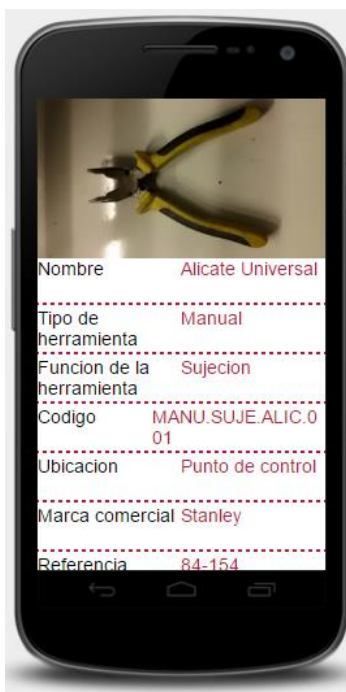 Nombre Alicate Universal
Tipo de Manual
herramienta
Funcion de la Sujecion
herramienta
Codigo MANU.SUJE.ALIC.0
01
Ubicacion Punto de control
Marca comercial Stanley
Referencia 84-154